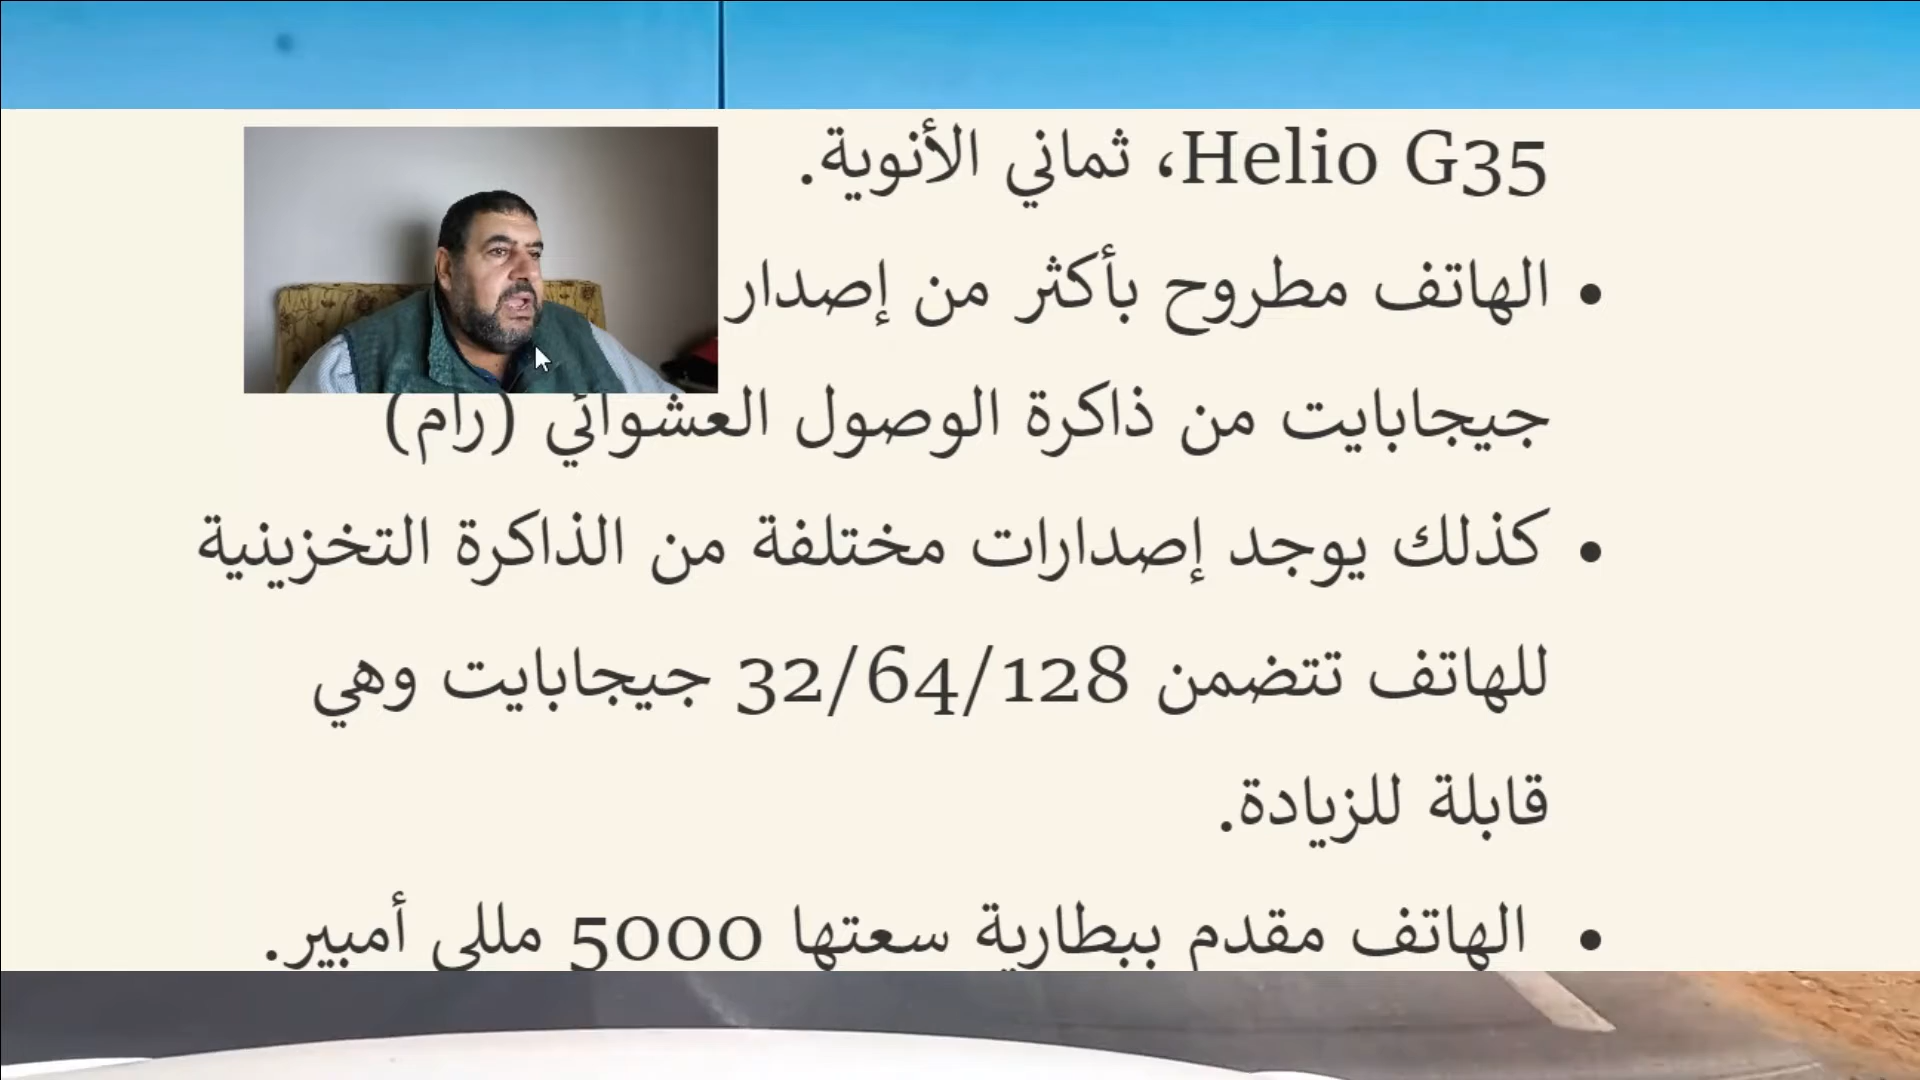 Helio G35، ثماني الأنوية.
• الهاتف مطروح بأكثر من إصدار
جيجابايت من ذاكرة الوصول العشوائي (رام)
• كذلك يوجد إصدارات مختلفة من الذاكرة التخزينية
للهاتف تتضمن 32/64/128 جيجابايت وهي
قابلة للزيادة.
• الهاتف مقدم ببطارية سعتها 5000 مللي أمبير.